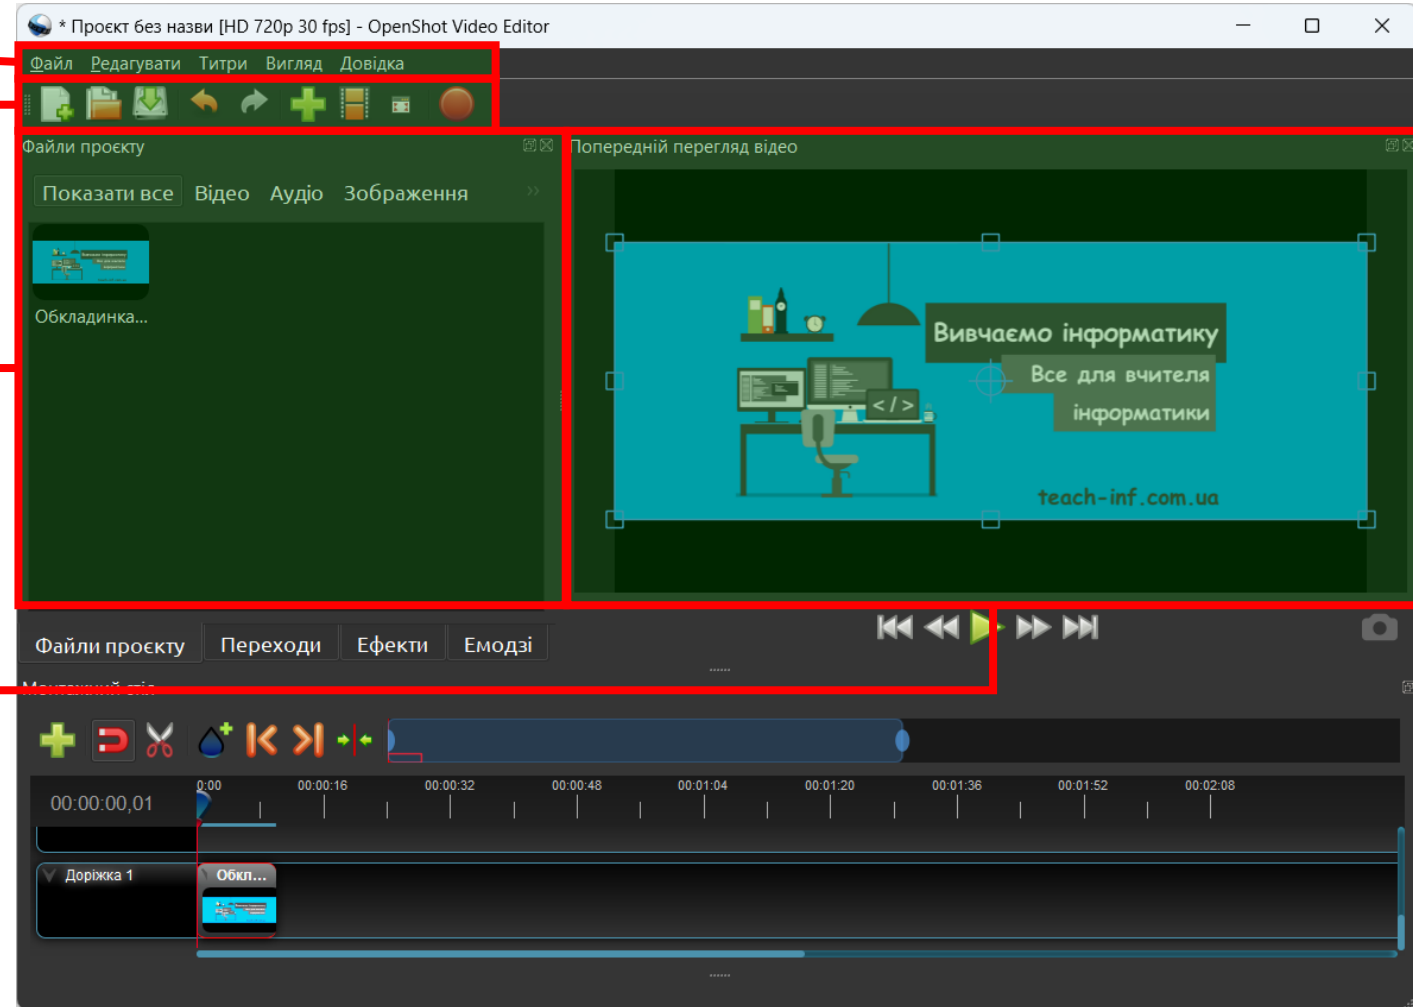 * Проєкт без назви [HD 720p 30 fps] - OpenShot Video Editor
Файл Редагувати Титри Вигляд Довідка
Файли проєкту
Попередній перегляд відео
Показати все Відео Аудіо Зображення
Обкладинка...
Вивчаємо інформатику
Все для вчителя
інформатики
</>
teach-inf.com.ua
Файли проєкту Переходи Ефекти Емодзі
00:00:00,01
0:00 00:00:16 00:00:32 00:00:48 00:01:04 00:01:20 00:01:36 00:01:52 00:02:08
Доріжка 1
Обкл...